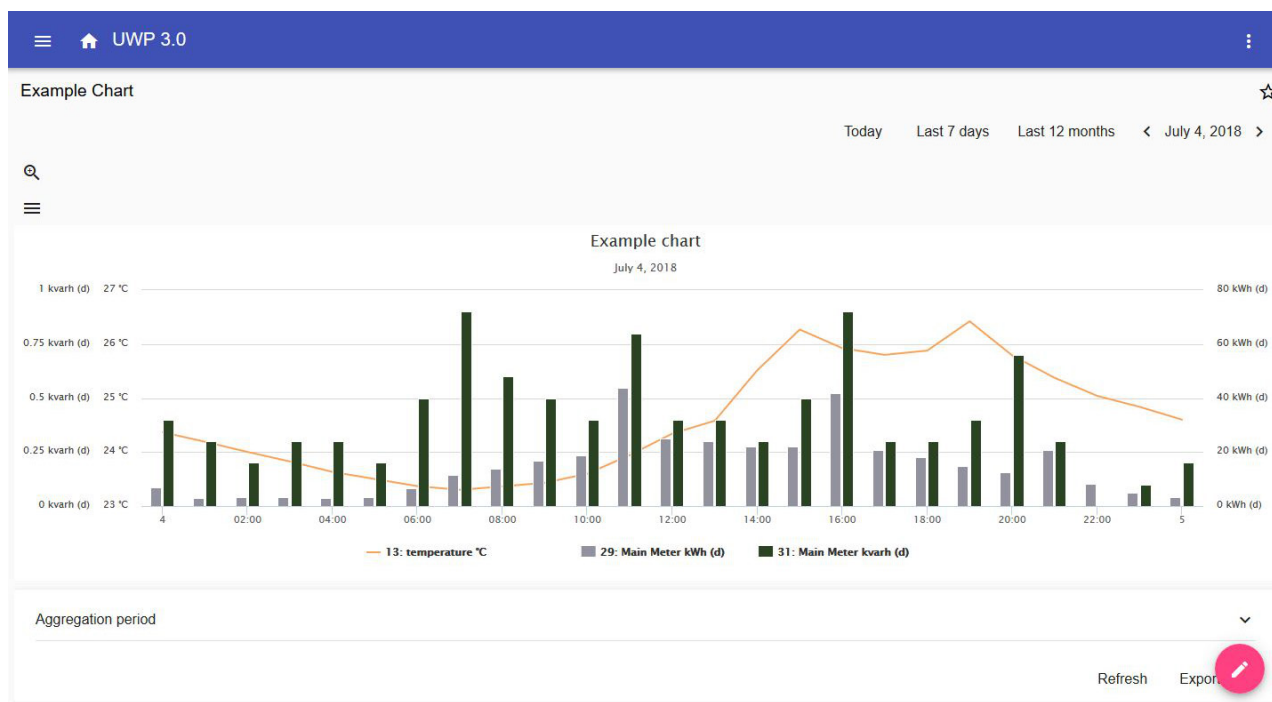 UWP 3.0
Example Chart
Today Last 7 days Last 12 months July 4, 2018
Example chart
July 4, 2018
1 kvarh (d) 27 °C 80 kWh (d)
0.75 kvarh (d) 26 °C 60 kWh (d)
0.5 kvarh (d) 25 °C 40 kWh (d)
0.25 kvarh (d) 24 °C 20 kWh (d)
0 kvarh (d) 23 °C 0 kWh (d)
4 02:00 04:00 06:00 08:00 10:00 12:00 14:00 16:00 18:00 20:00 22:00 5
13: temperature °C 29: Main Meter kWh (d) 31: Main Meter kvarh (d)
Aggregation period
Refresh Export